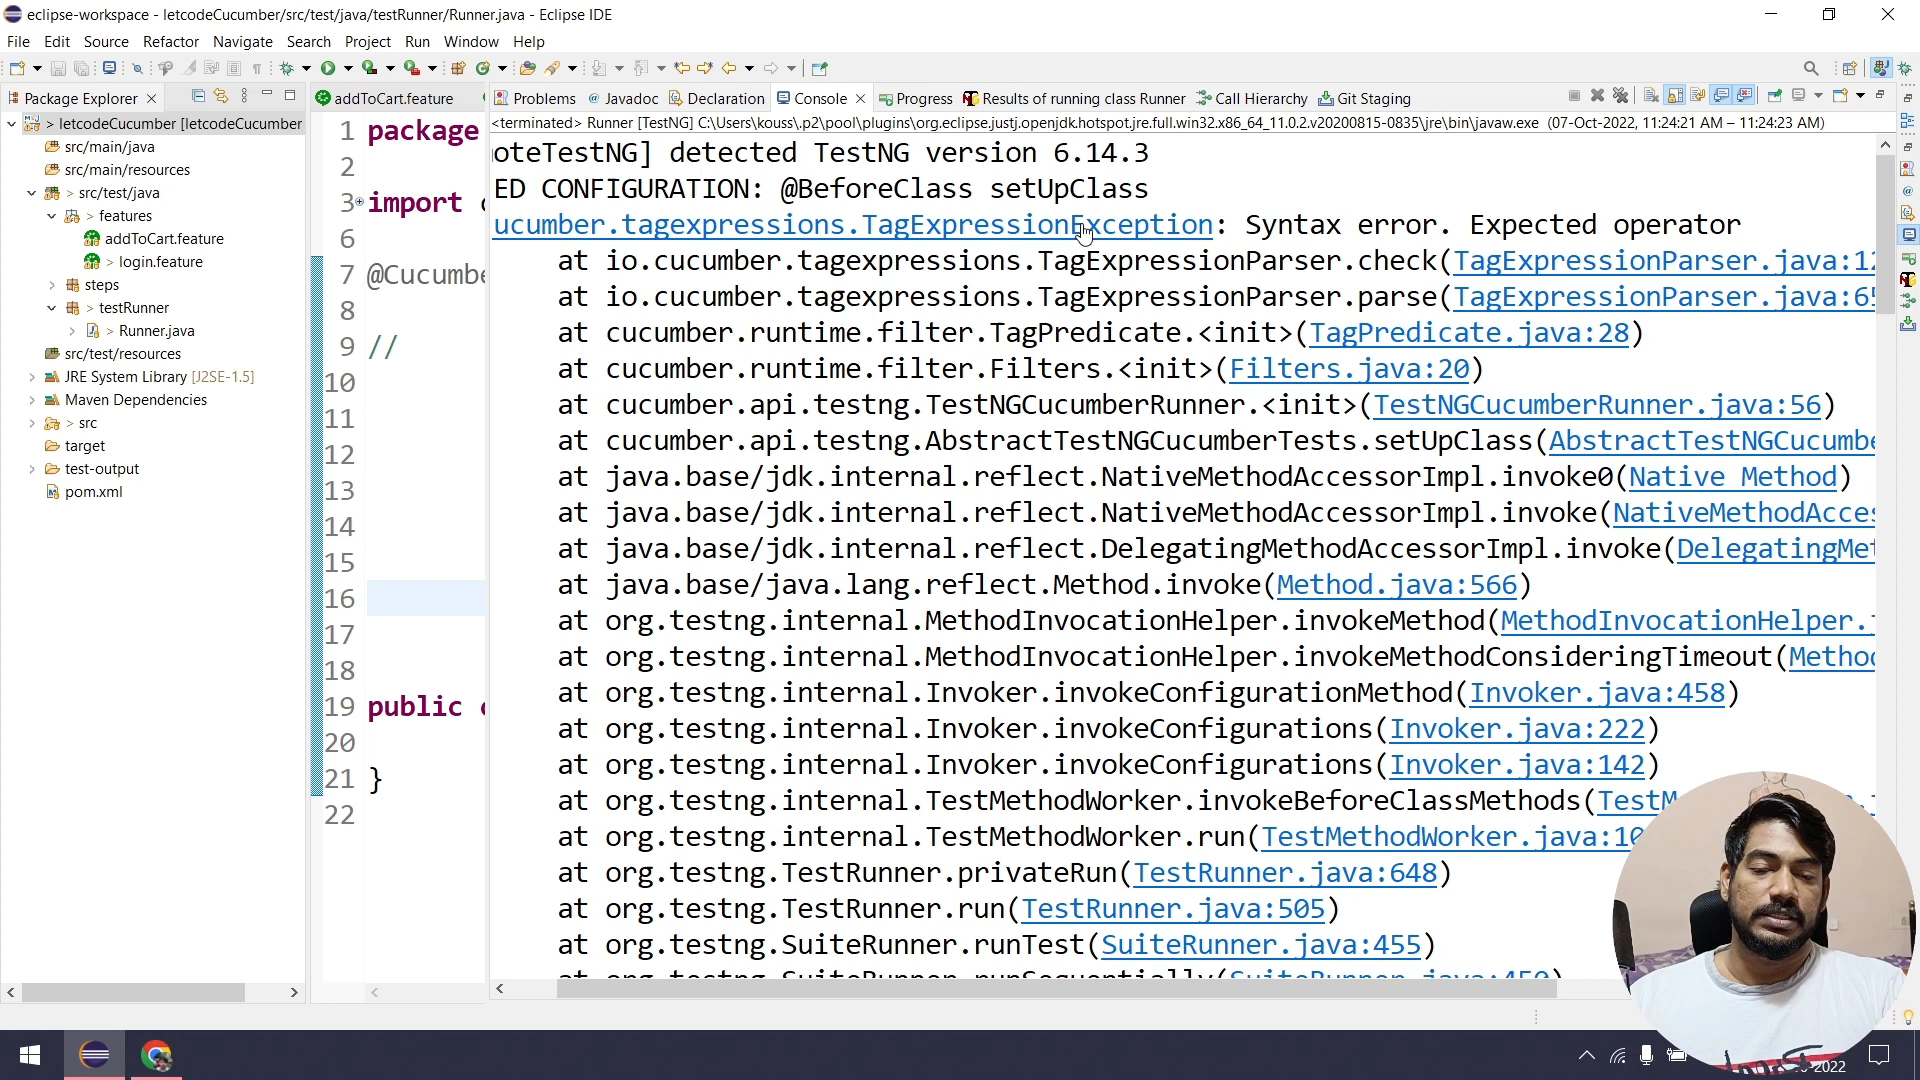 eclipse-workspace - letcodeCucumber/src/test/java/testRunner/Runner.java - Eclipse IDE
File Edit Source Refactor Navigate Search Project Run Window Help
Package Explorer
addToCart.feature
Problems Javadoc Declaration Console Progress Results of running class Runner Call Hierarchy Git Staging
> letcodeCucumber [letcodeCucumber
src/main/java
src/main/resources
> src/test/java
> features
addToCart.feature
> login.feature
steps
> testRunner
> Runner.java
src/test/resources
JRE System Library [J2SE-1.5]
Maven Dependencies
> src
target
test-output
pom.xml
1 package
2
3 import
6
7 @Cucumbe
8
9 //
10
11
12
13
14
15
16
17
18
19 public
20
21 }
22
<terminated> Runner [TestNG] C:\Users\kouss\.p2\pool\plugins\org.eclipse.justj.openjdk.hotspot.jre.full.win32.x86_64_11.0.2.v20200815-0835\jre\bin\javaw.exe (07-Oct-2022, 11:24:21 AM – 11:24:23 AM)
oteTestNG] detected TestNG version 6.14.3
ED CONFIGURATION: @BeforeClass setUpClass
ucumber.tagexpressions.TagExpressionException: Syntax error. Expected operator
at io.cucumber.tagexpressions.TagExpressionParser.check(TagExpressionParser.java:12
at io.cucumber.tagexpressions.TagExpressionParser.parse(TagExpressionParser.java:65
at cucumber.runtime.filter.TagPredicate.<init>(TagPredicate.java:28)
at cucumber.runtime.filter.Filters.<init>(Filters.java:20)
at cucumber.api.testng.TestNGCucumberRunner.<init>(TestNGCucumberRunner.java:56)
at cucumber.api.testng.AbstractTestNGCucumberTests.setUpClass(AbstractTestNGCucumbe
at java.base/jdk.internal.reflect.NativeMethodAccessorImpl.invoke0(Native Method)
at java.base/jdk.internal.reflect.NativeMethodAccessorImpl.invoke(NativeMethodAcces
at java.base/jdk.internal.reflect.DelegatingMethodAccessorImpl.invoke(DelegatingMet
at java.base/java.lang.reflect.Method.invoke(Method.java:566)
at org.testng.internal.MethodInvocationHelper.invokeMethod(MethodInvocationHelper.
at org.testng.internal.MethodInvocationHelper.invokeMethodConsideringTimeout(Metho
at org.testng.internal.Invoker.invokeConfigurationMethod(Invoker.java:458)
at org.testng.internal.Invoker.invokeConfigurations(Invoker.java:222)
at org.testng.internal.Invoker.invokeConfigurations(Invoker.java:142)
at org.testng.internal.TestMethodWorker.invokeBeforeClassMethods(TestM
at org.testng.internal.TestMethodWorker.run(TestMethodWorker.java:10
at org.testng.TestRunner.privateRun(TestRunner.java:648)
at org.testng.TestRunner.run(TestRunner.java:505)
at org.testng.SuiteRunner.runTest(SuiteRunner.java:455)
at org.testng.SuiteRunner.runSequentially(SuiteRunner.java:450)
2022